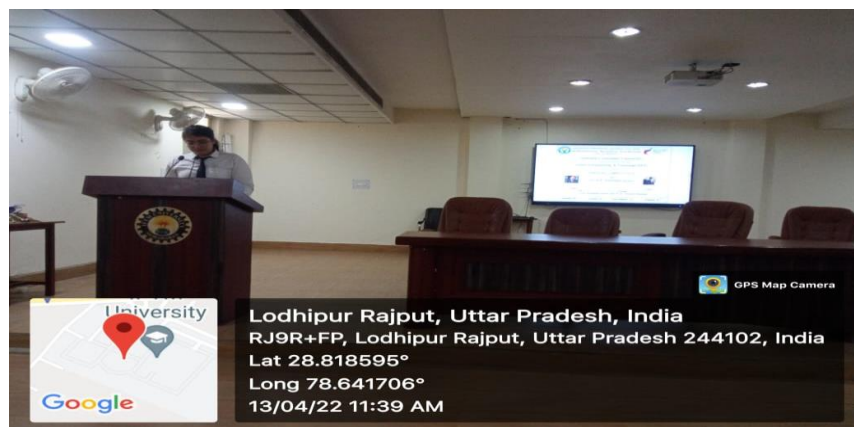 GPS Map Camera
University
Google
Lodhipur Rajput, Uttar Pradesh, India
RJ9R+FP, Lodhipur Rajput, Uttar Pradesh 244102, India
Lat 28.818595°
Long 78.641706°
13/04/22 11:39 AM